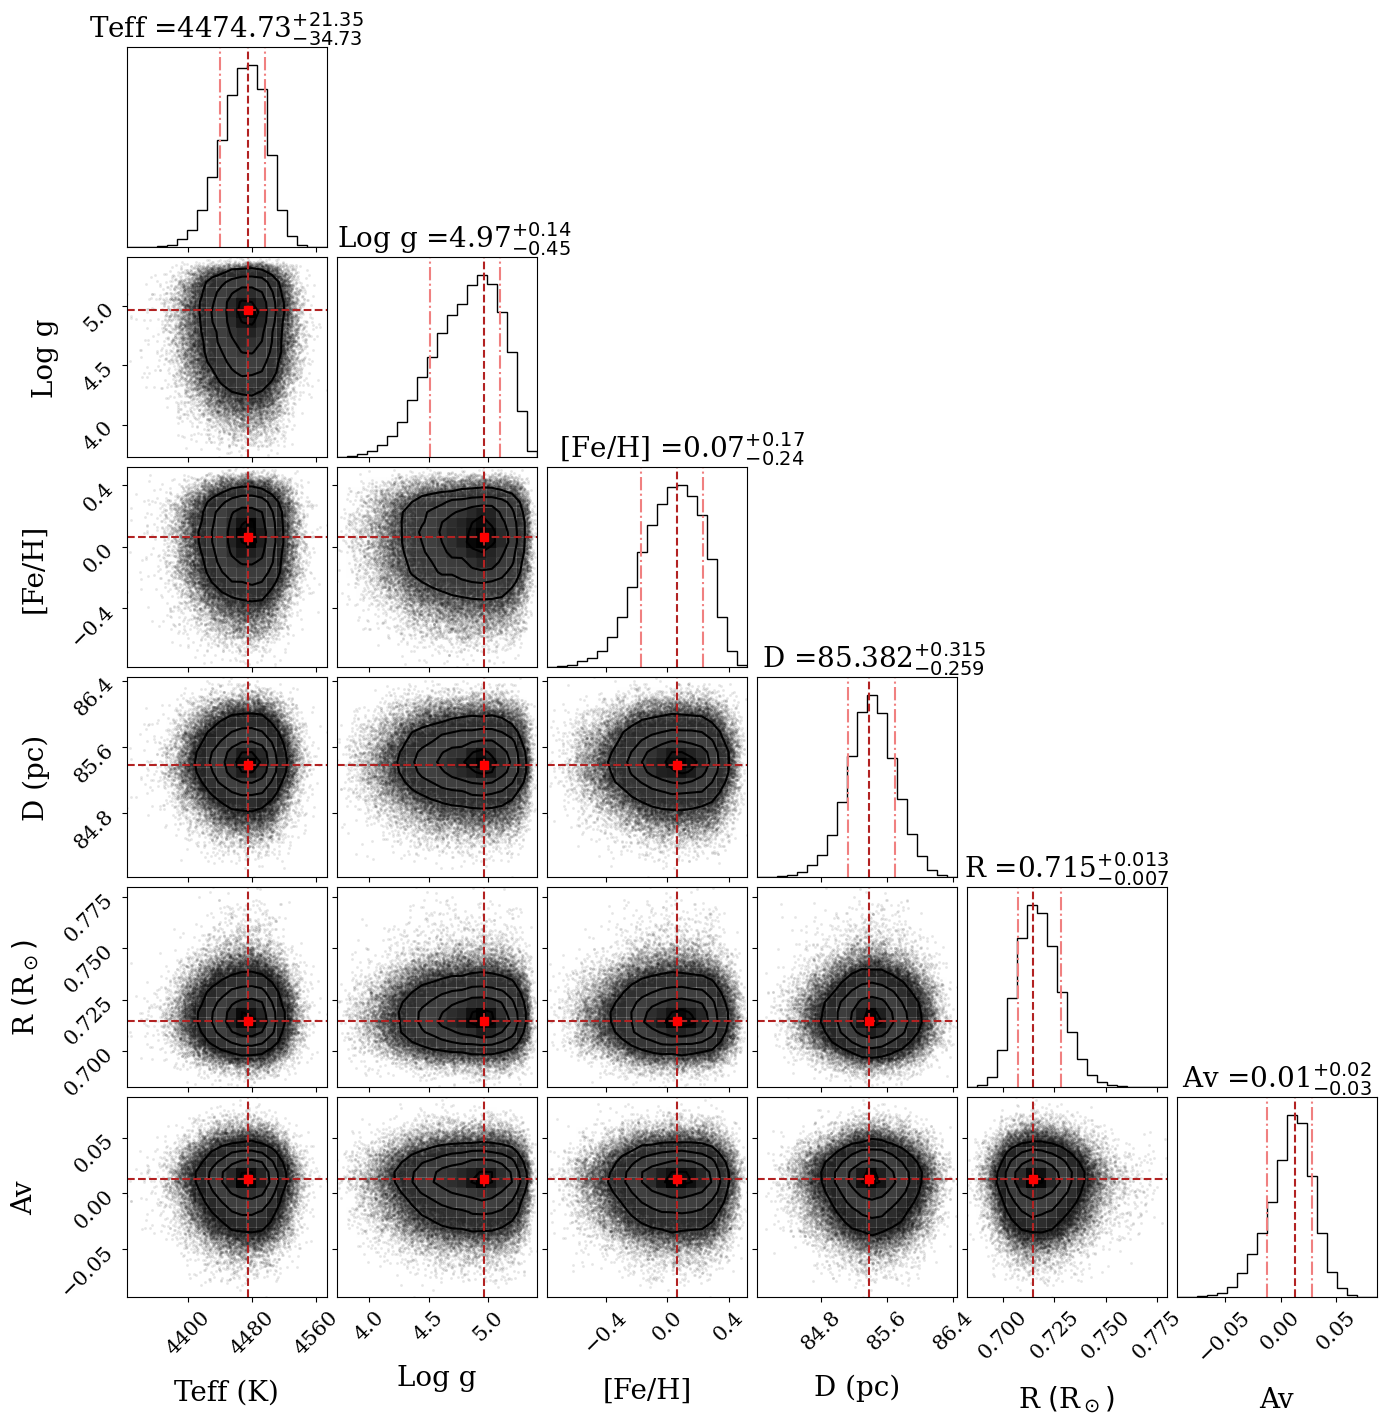 Teff =4474.73+21.35−34.73
Log g =4.97+0.14−0.45
Log g
5.0
4.5
4.0
[Fe/H] =0.07+0.17−0.24
[Fe/H]
0.4
0.0
−0.4
D =85.382+0.315−0.259
D (pc)
86.4
85.6
84.8
R =0.715+0.013−0.007
R (R⊙)
0.775
0.750
0.725
0.700
Av =0.01+0.02−0.03
Av
0.05
0.00
−0.05
4400 4480 4560 4.0 4.5 5.0 −0.4 0.0 0.4 84.8 85.6 86.4 0.700 0.725 0.750 0.775 −0.05 0.00 0.05
Teff (K) Log g [Fe/H] D (pc) R (R⊙) Av